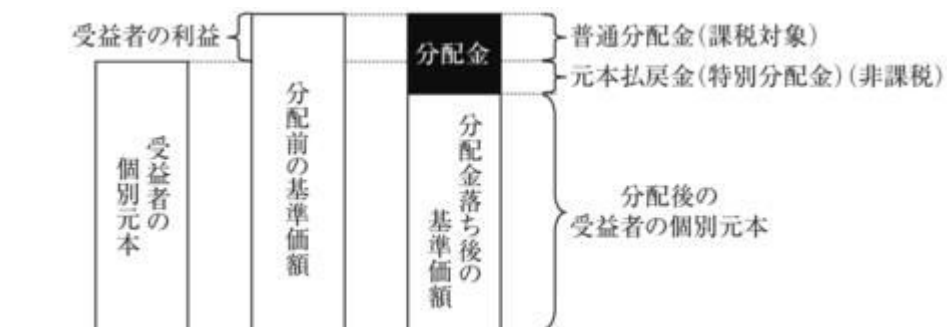 受益者の利益
分配金
普通分配金(課税対象)
元本払戻金(特別分配金)(非課税)
受益者の
個別元本
分配前の基準価額
分配金落ち後の
基準価額
分配後の
受益者の個別元本